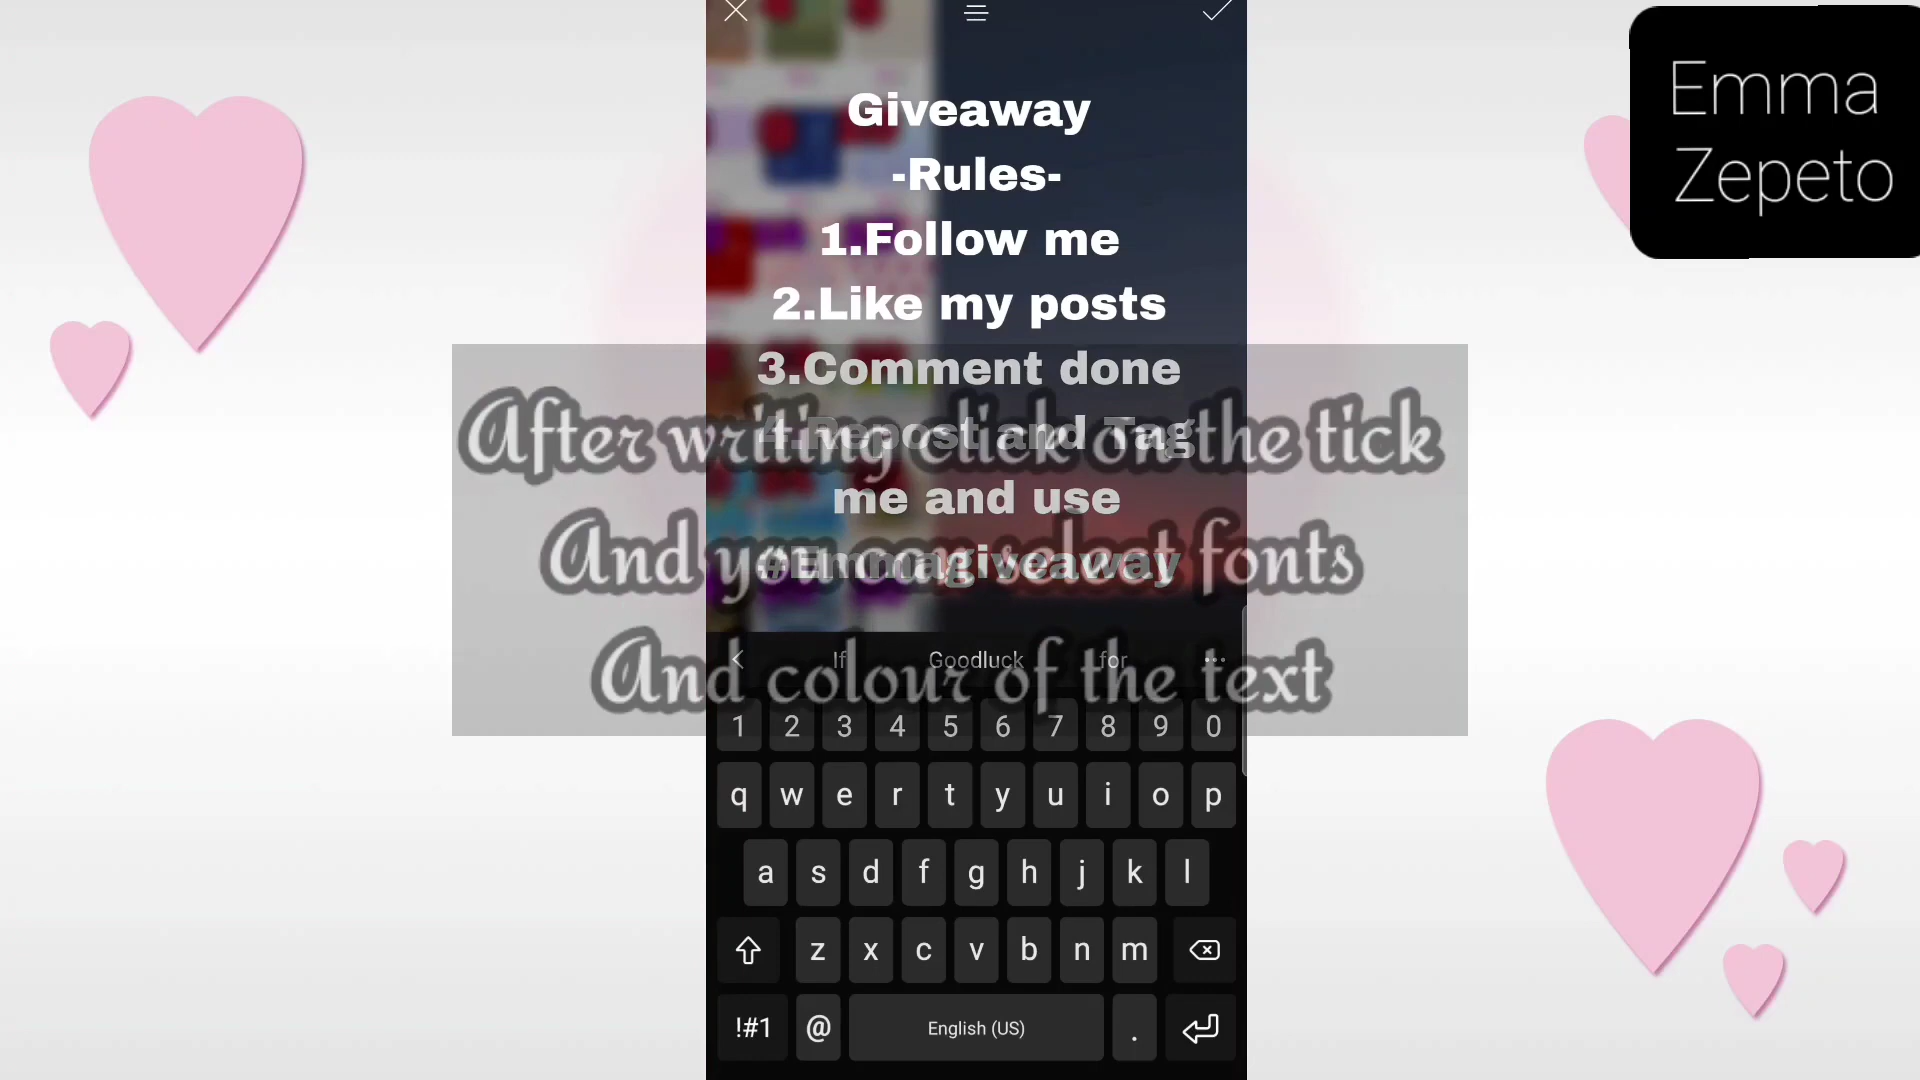 Emma
Zepeto
Giveaway
-Rules-
1.Follow me
2.Like my posts
3.Comment done
4.Repost and Tag
me and use
#Emmagiveaway
After writing click on the tick
And you can select fonts
And colour of the text
If Goodluck for ...
1 2 3 4 5 6 7 8 9 0
q w e r t y u i o p
a s d f g h j k l
z x c v b n m
!#1 @ English (US) .